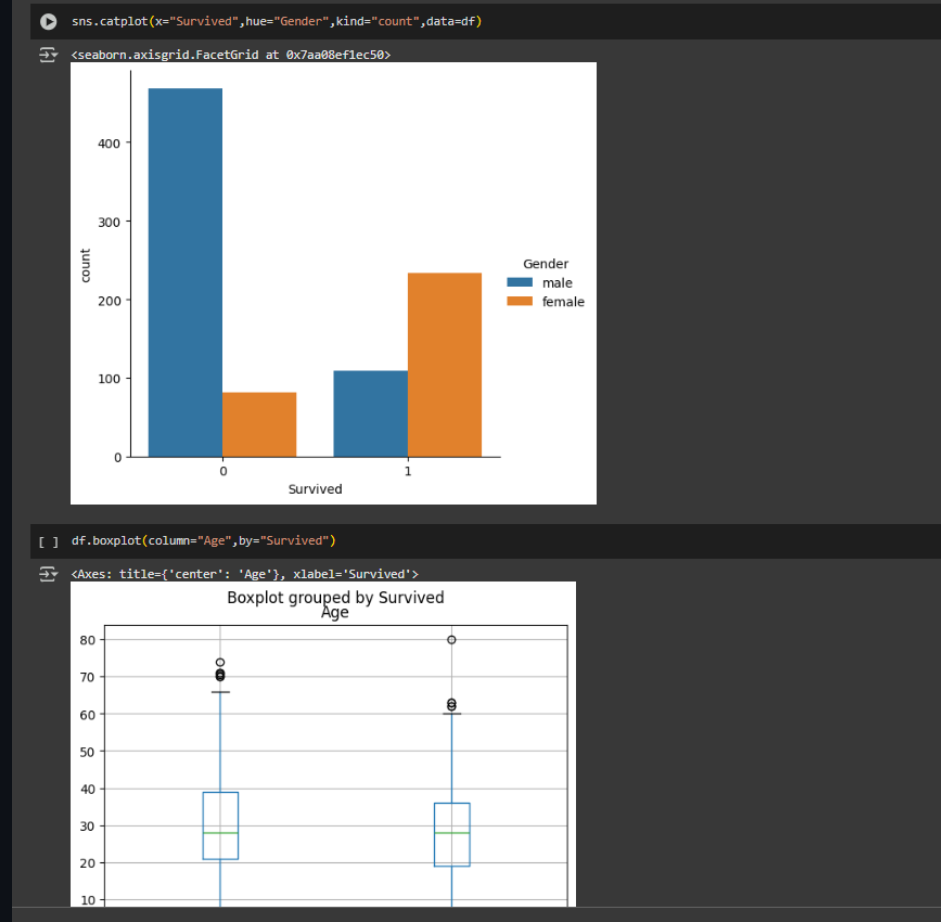 sns.catplot(x="Survived",hue="Gender",kind="count",data=df)
<seaborn.axisgrid.FacetGrid at 0x7aa08ef1ec50>
400
300
200
100
0
count
0
1
Survived
Gender
male
female
[ ] df.boxplot(column="Age",by="Survived")
<Axes: title={'center': 'Age'}, xlabel='Survived'>
Boxplot grouped by Survived
Age
80
70
60
50
40
30
20
10